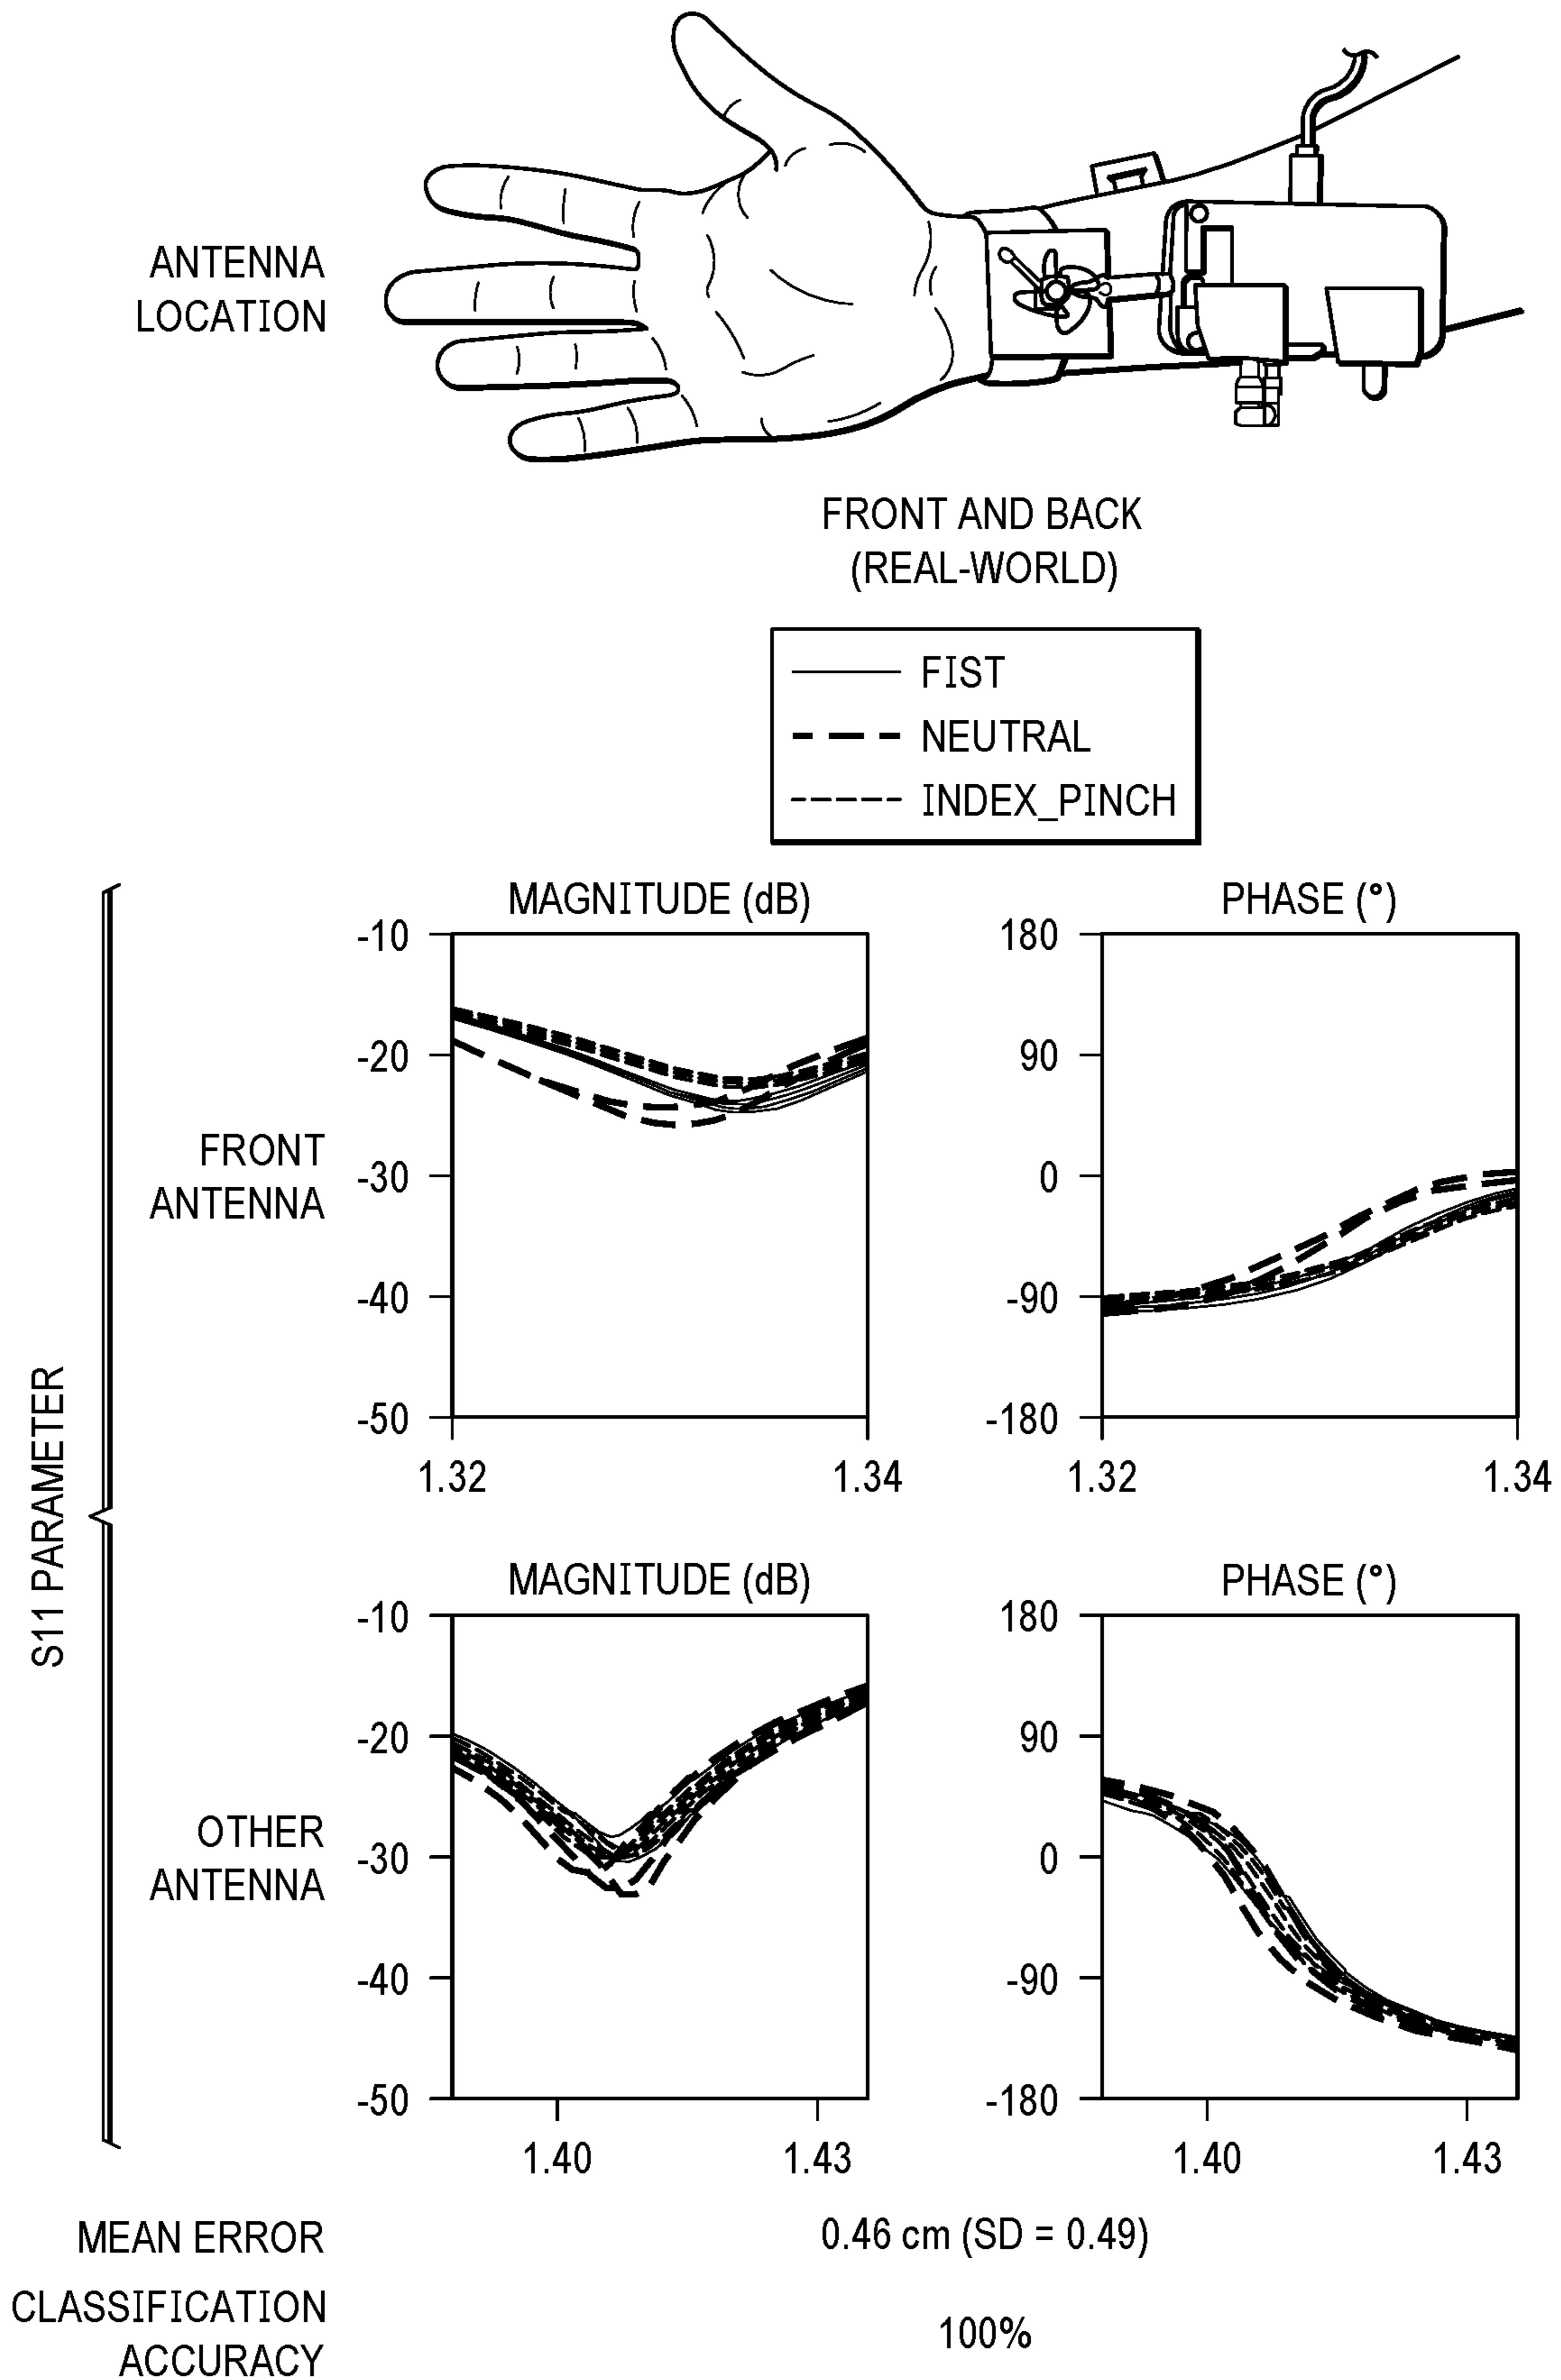 ANTENNA
LOCATION
FRONT AND BACK
(REAL-WORLD)
FIST
NEUTRAL
INDEX_PINCH
S11 PARAMETER
FRONT
ANTENNA
MAGNITUDE (dB)
-10
-20
-30
-40
-50
1.32
1.34
PHASE (°)
180
90
0
-90
-180
1.32
1.34
OTHER
ANTENNA
MAGNITUDE (dB)
-10
-20
-30
-40
-50
1.40
1.43
PHASE (°)
180
90
0
-90
-180
1.40
1.43
MEAN ERROR
0.46 cm (SD = 0.49)
CLASSIFICATION
ACCURACY
100%